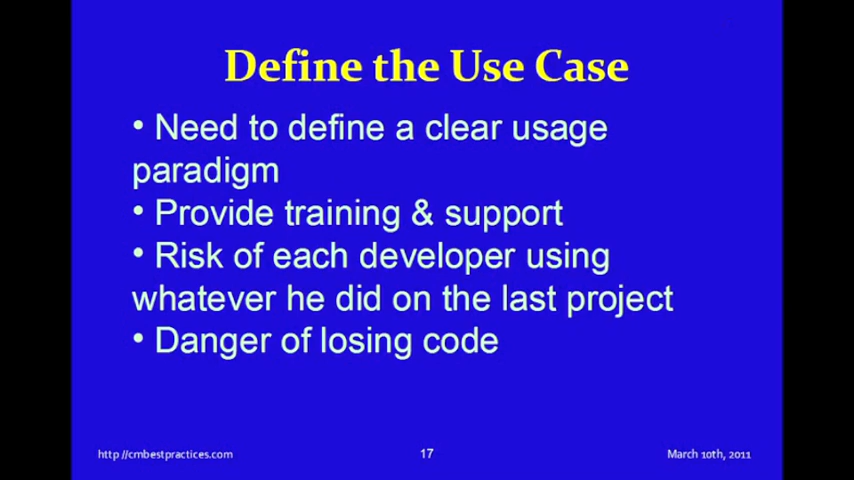 Define the Use Case
• Need to define a clear usage
paradigm
• Provide training & support
• Risk of each developer using
whatever he did on the last project
• Danger of losing code
http://cmbestpractices.com 17 March 10th, 2011